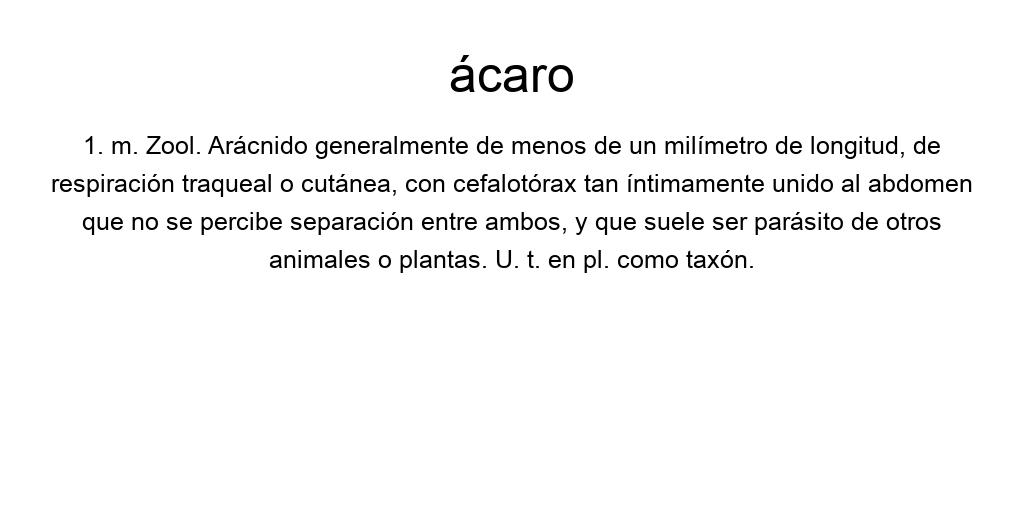 ácaro
1. m. Zool. Arácnido generalmente de menos de un milímetro de longitud, de
respiración traqueal o cutánea, con cefalotórax tan íntimamente unido al abdomen
que no se percibe separación entre ambos, y que suele ser parásito de otros
animales o plantas. U. t. en pl. como taxón.